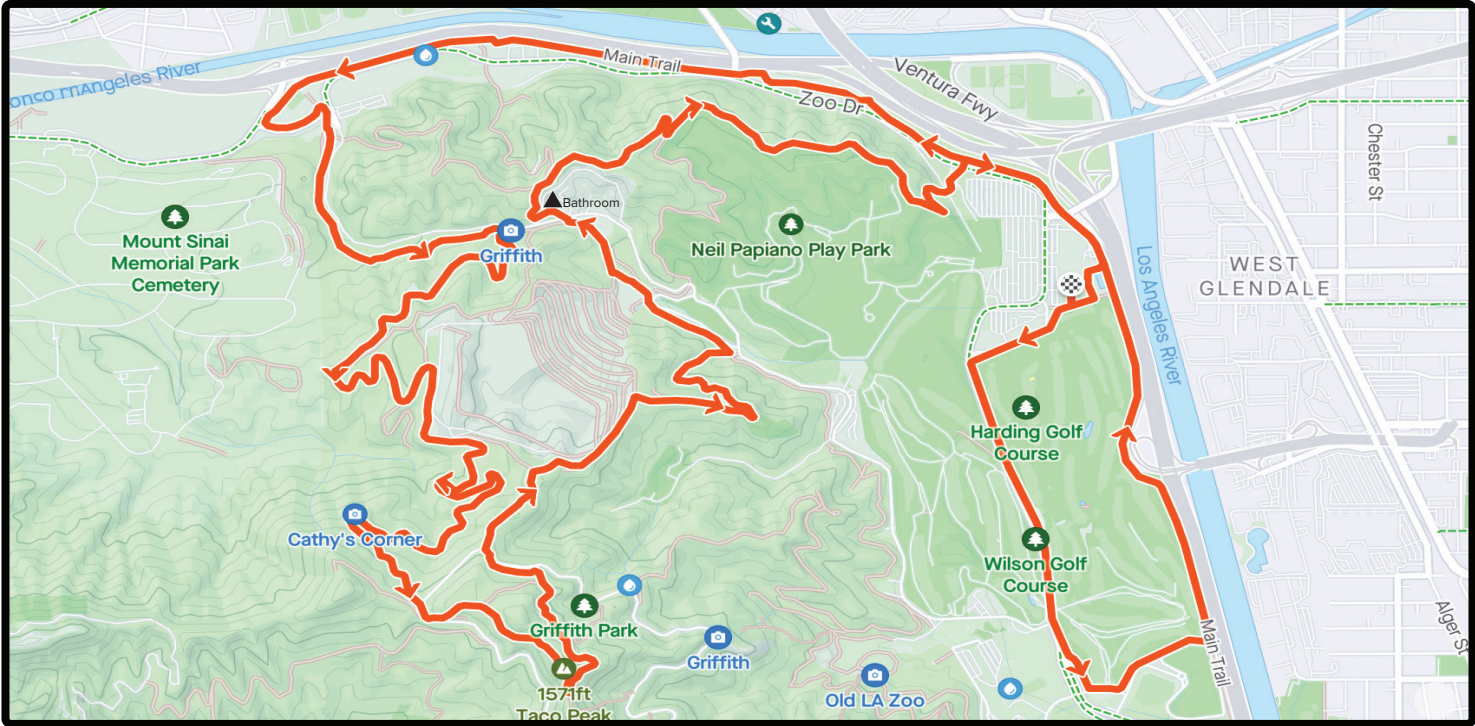 Main Trail
Ventura Fwy
onco
Angeles River
Zoo Dr
Chester St
Bathroom
Mount Sinai
Memorial Park
Cemetery
Griffith
Neil Papiano Play Park
Los Angeles River
WEST
GLENDALE
Harding Golf
Course
Cathy's Corner
Wilson Golf
Course
Griffith Park
Griffith
Old LA Zoo
1571ft
Taco Peak
Main Trail
Alger St